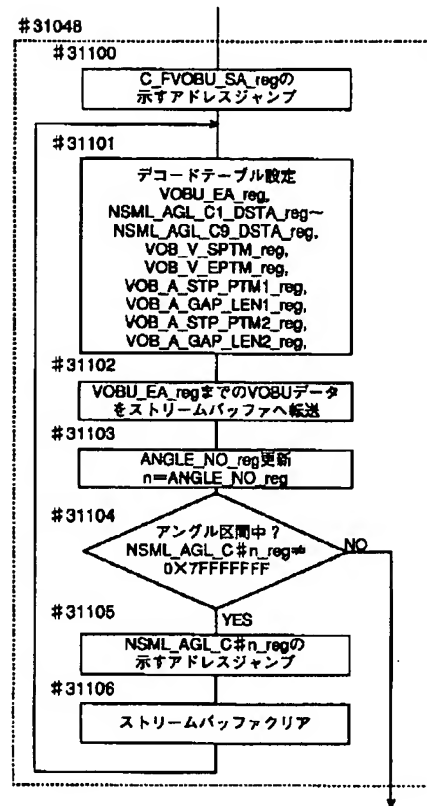 #31048
#31100
C_FVOBU_SA_regの
示すアドレスジャンプ
#31101
デコードテーブル設定
VOBU_EA_reg,
NSML_AGL_C1_DSTA_reg~
NSML_AGL_C9_DSTA_reg,
VOB_V_SPTM_reg,
VOB_V_EPTM_reg,
VOB_A_STP_PTM1_reg,
VOB_A_GAP_LEN1_reg,
VOB_A_STP_PTM2_reg,
VOB_A_GAP_LEN2_reg,
#31102
VOBU_EA_regまでのVOBUデータ
をストリームバッファへ転送
#31103
ANGLE_NO_reg更新
n=ANGLE_NO_reg
#31104
アングル区間中?
NSML_AGL_C#n_reg≠
0×7FFFFFFF
NO
YES
#31105
NSML_AGL_C#n_regの
示すアドレスジャンプ
#31106
ストリームバッファクリア